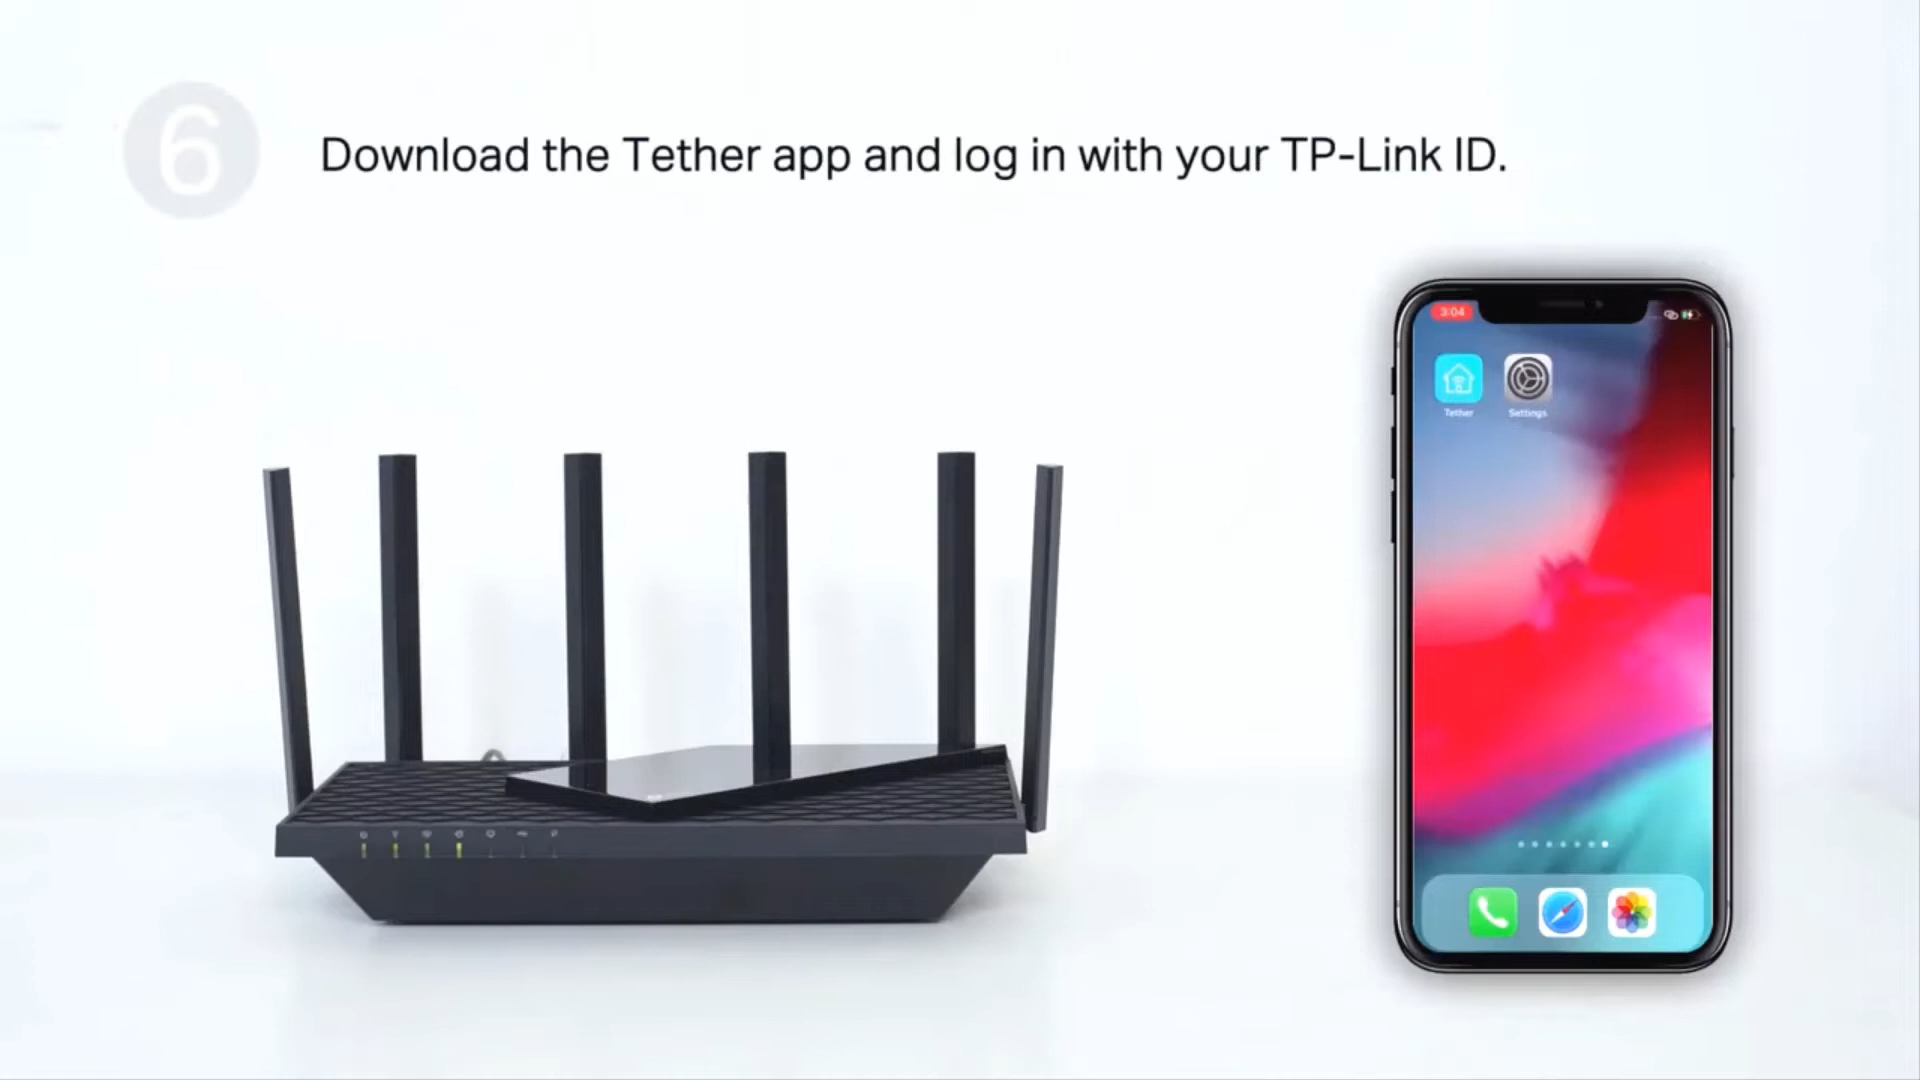 6
Download the Tether app and log in with your TP-Link ID.
3:04
Tether
Settings